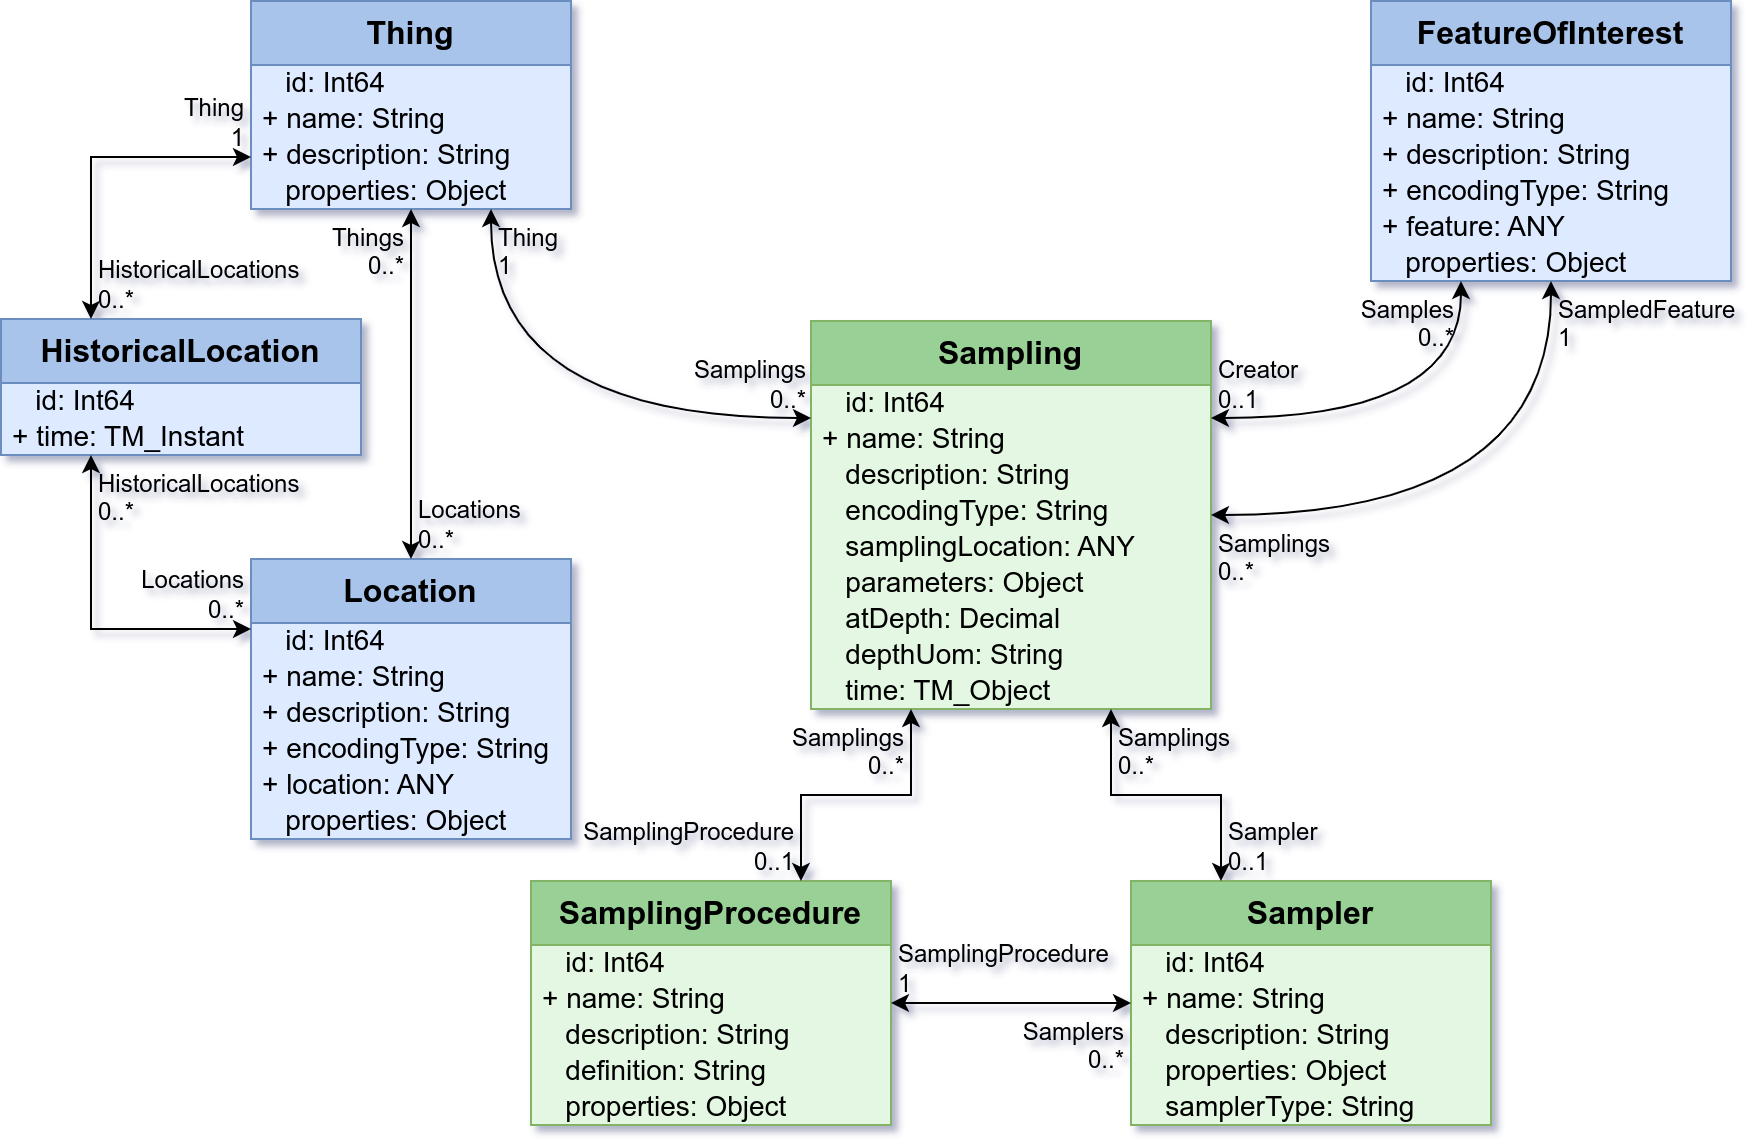 Thing
id: Int64
+ name: String
+ description: String
properties: Object
Thing
1
Things
0..*
Thing
1
FeatureOfInterest
id: Int64
+ name: String
+ description: String
+ encodingType: String
+ feature: ANY
properties: Object
Samples
0..*
SampledFeature
1
HistoricalLocations
0..*
HistoricalLocation
id: Int64
+ time: TM_Instant
HistoricalLocations
0..*
Samplings
0..*
Sampling
id: Int64
+ name: String
description: String
encodingType: String
samplingLocation: ANY
parameters: Object
atDepth: Decimal
depthUom: String
time: TM_Object
Creator
0..1
Samplings
0..*
Locations
0..*
Locations
0..*
Location
id: Int64
+ name: String
+ description: String
+ encodingType: String
+ location: ANY
properties: Object
Samplings
0..*
Samplings
0..*
SamplingProcedure
0..1
Sampler
0..1
SamplingProcedure
id: Int64
+ name: String
description: String
definition: String
properties: Object
SamplingProcedure
1
Samplers
0..*
Sampler
id: Int64
+ name: String
description: String
properties: Object
samplerType: String